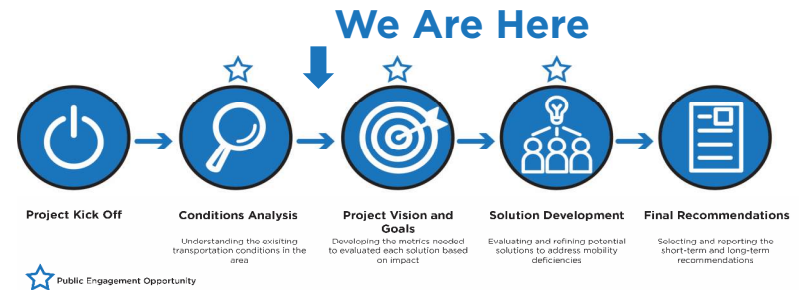 We Are Here
Project Kick Off
Conditions Analysis
Understanding the exisiting
transportation conditions in the
area
Project Vision and
Goals
Developing the metrics needed
to evaluated each solution based
on impact
Solution Development
Evaluating and refining potential
solutions to address mobility
deficiencies
Final Recommendations
Selecting and reporting the
short-term and long-term
recommendations
Public Engagement Opportunity